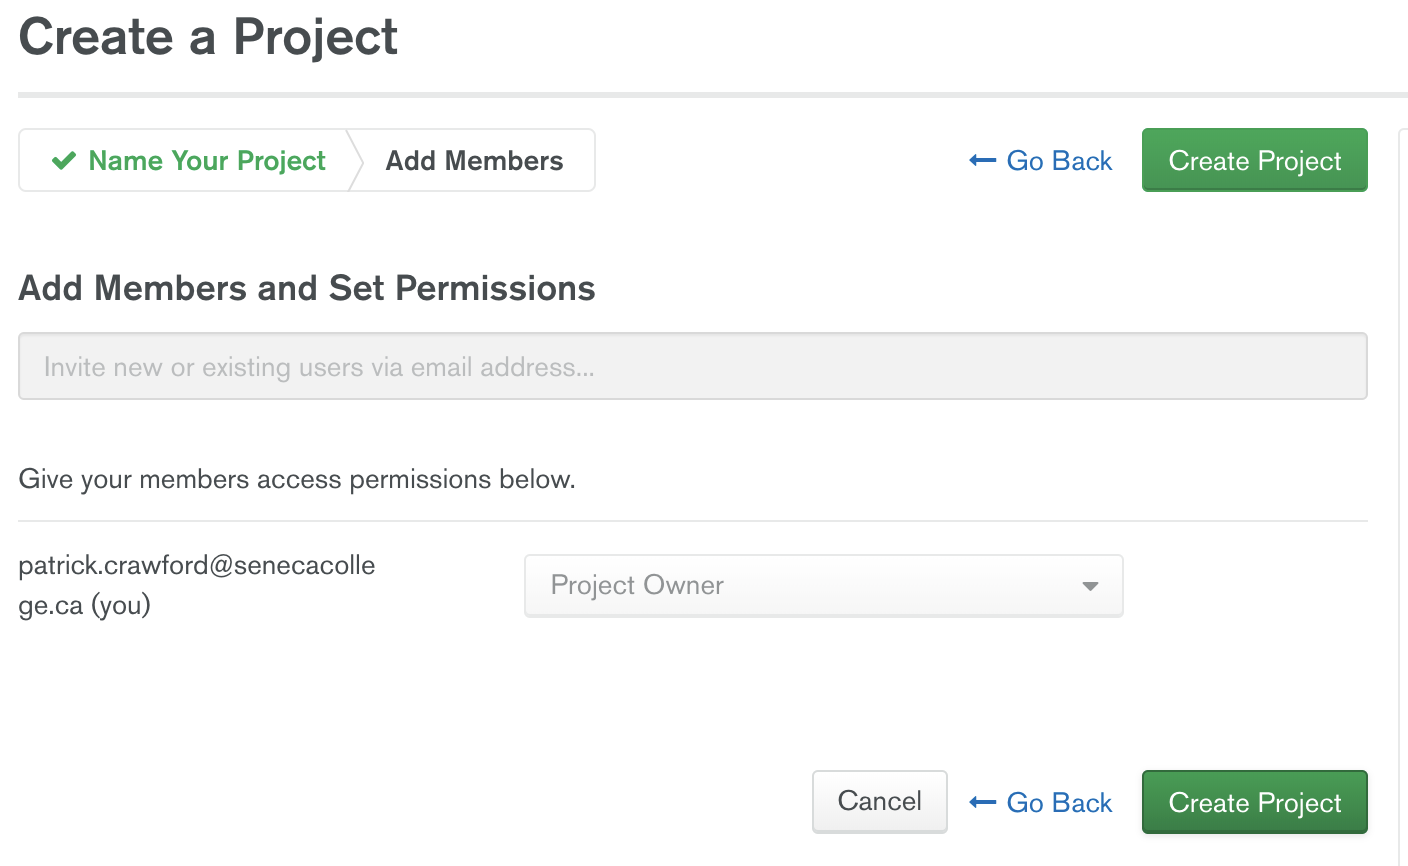 Create a Project
Name Your Project
Add Members
Go Back
Create Project
Add Members and Set Permissions
Invite new or existing users via email address...
Give your members access permissions below.
patrick.crawford@senecacolle
ge.ca (you)
Project Owner
Cancel
Go Back
Create Project